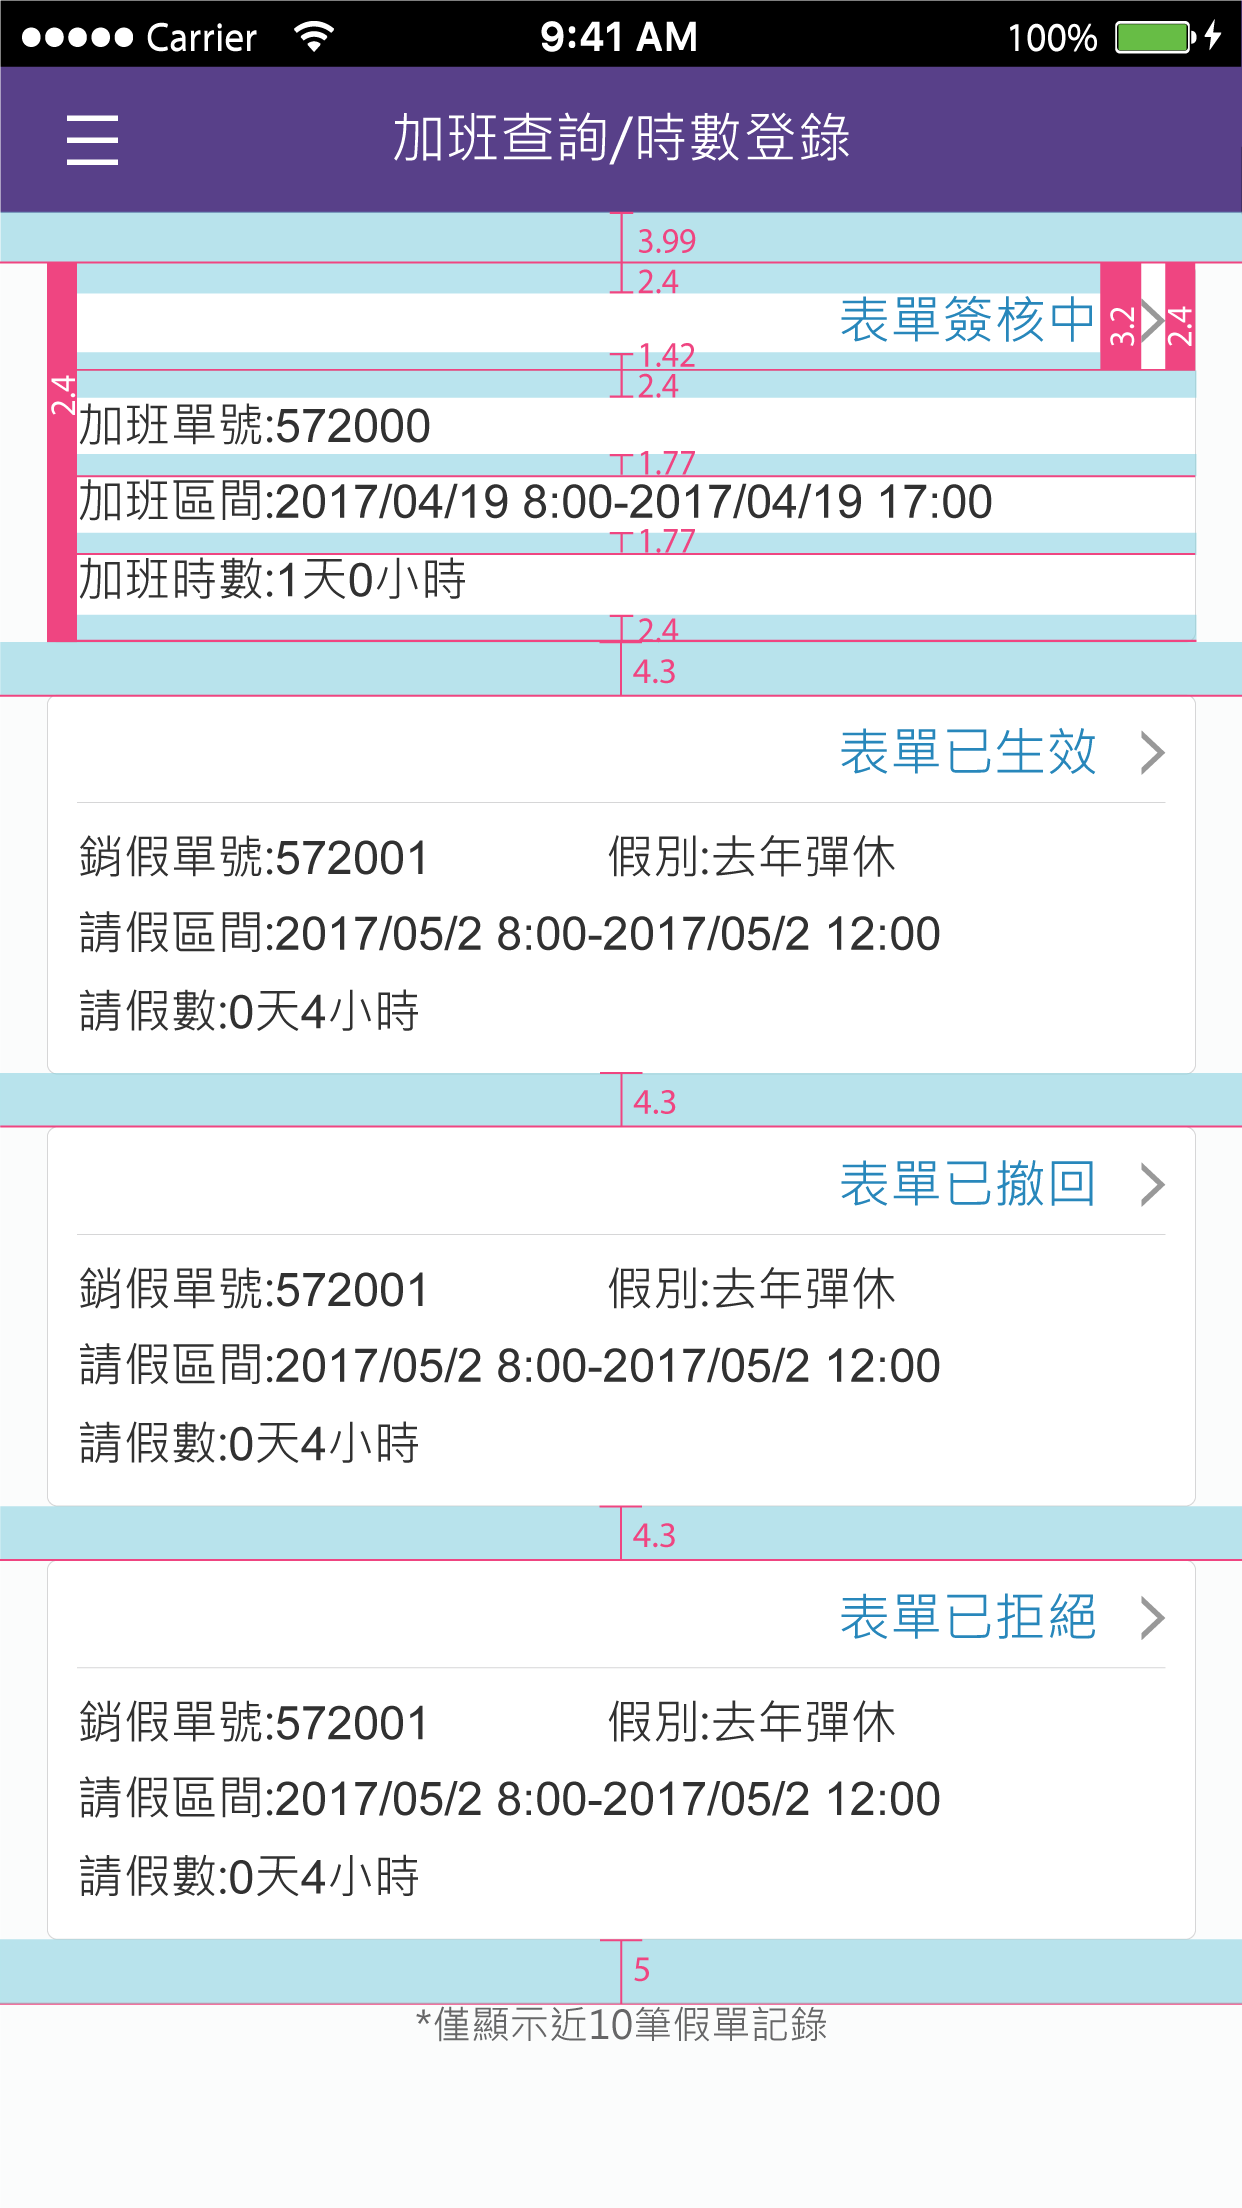 Carrier 9:41 AM 100%
加班查詢/時數登錄
3.99
2.4
表單簽核中
3.2
2.4
1.42
2.4
2.4
加班單號:572000
1.77
加班區間:2017/04/19 8:00-2017/04/19 17:00
1.77
加班時數:1天0小時
2.4
4.3
表單已生效
銷假單號:572001 假別:去年彈休
請假區間:2017/05/2 8:00-2017/05/2 12:00
請假數:0天4小時
4.3
表單已撤回
銷假單號:572001 假別:去年彈休
請假區間:2017/05/2 8:00-2017/05/2 12:00
請假數:0天4小時
4.3
表單已拒絕
銷假單號:572001 假別:去年彈休
請假區間:2017/05/2 8:00-2017/05/2 12:00
請假數:0天4小時
5
*僅顯示近10筆假單記錄